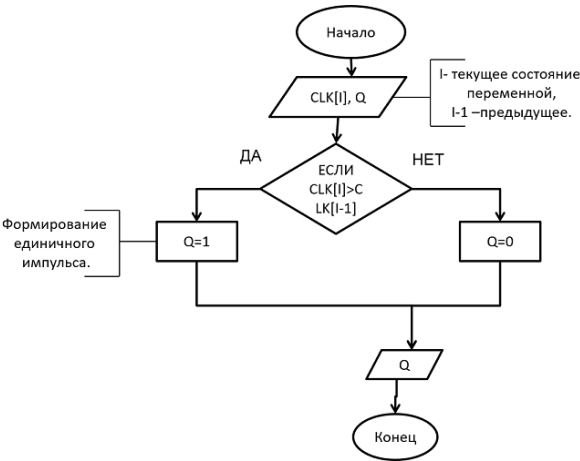 Начало
CLK[I], Q
I- текущее состояние
переменной,
I-1 –предыдущее.
ДА
НЕТ
ЕСЛИ
CLK[I]>C
LK[I-1]
Формирование
единичного
импульса.
Q=1
Q=0
Q
Конец